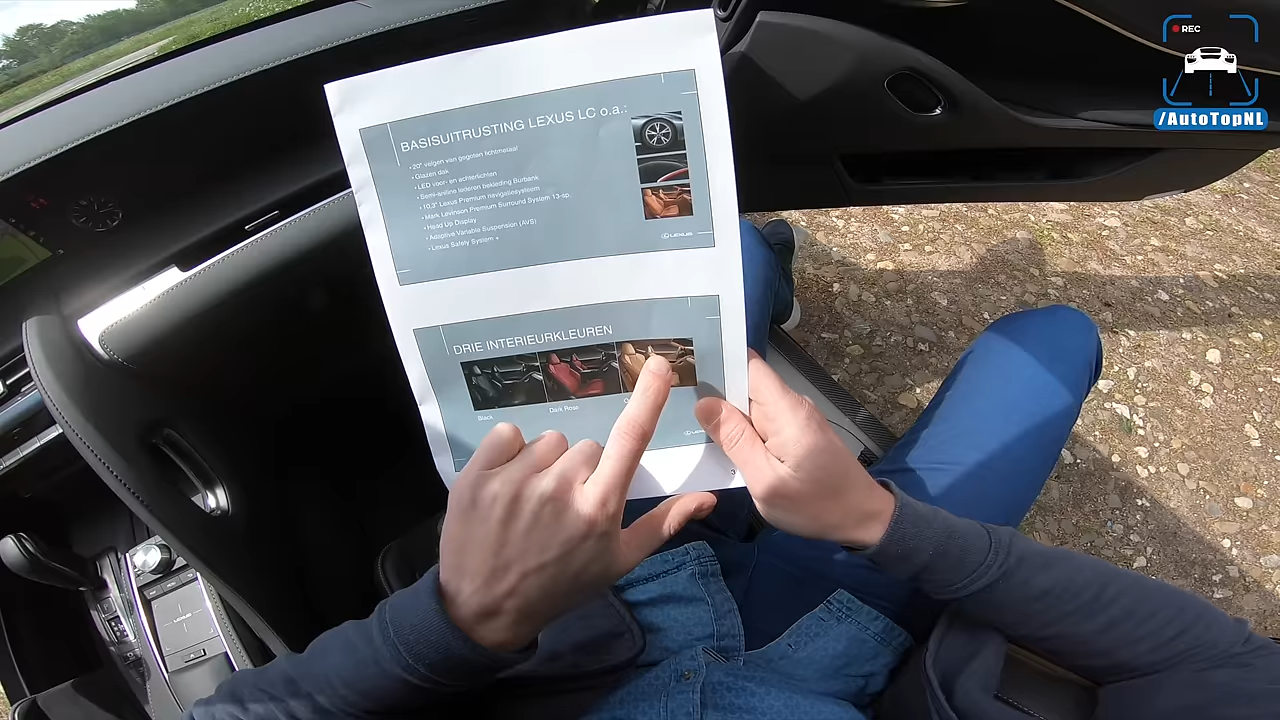 REC
/AutoTopNL
BASISUITRUSTING LEXUS LC o.a.:
• 20" velgen van gegoten lichtmetaal
• Glazen dak
• LED voor- en achterlichten
• Semi-aniline lederen bekleding Burbank
• 10,3" Lexus Premium navigatiesysteem
• Mark Levinson Premium Surround System 13-sp.
• Head Up Display
• Adaptive Variable Suspension (AVS)
• Lexus Safety System +
LEXUS
DRIE INTERIEURKLEUREN
Black
Dark Rose
3
LEXUS